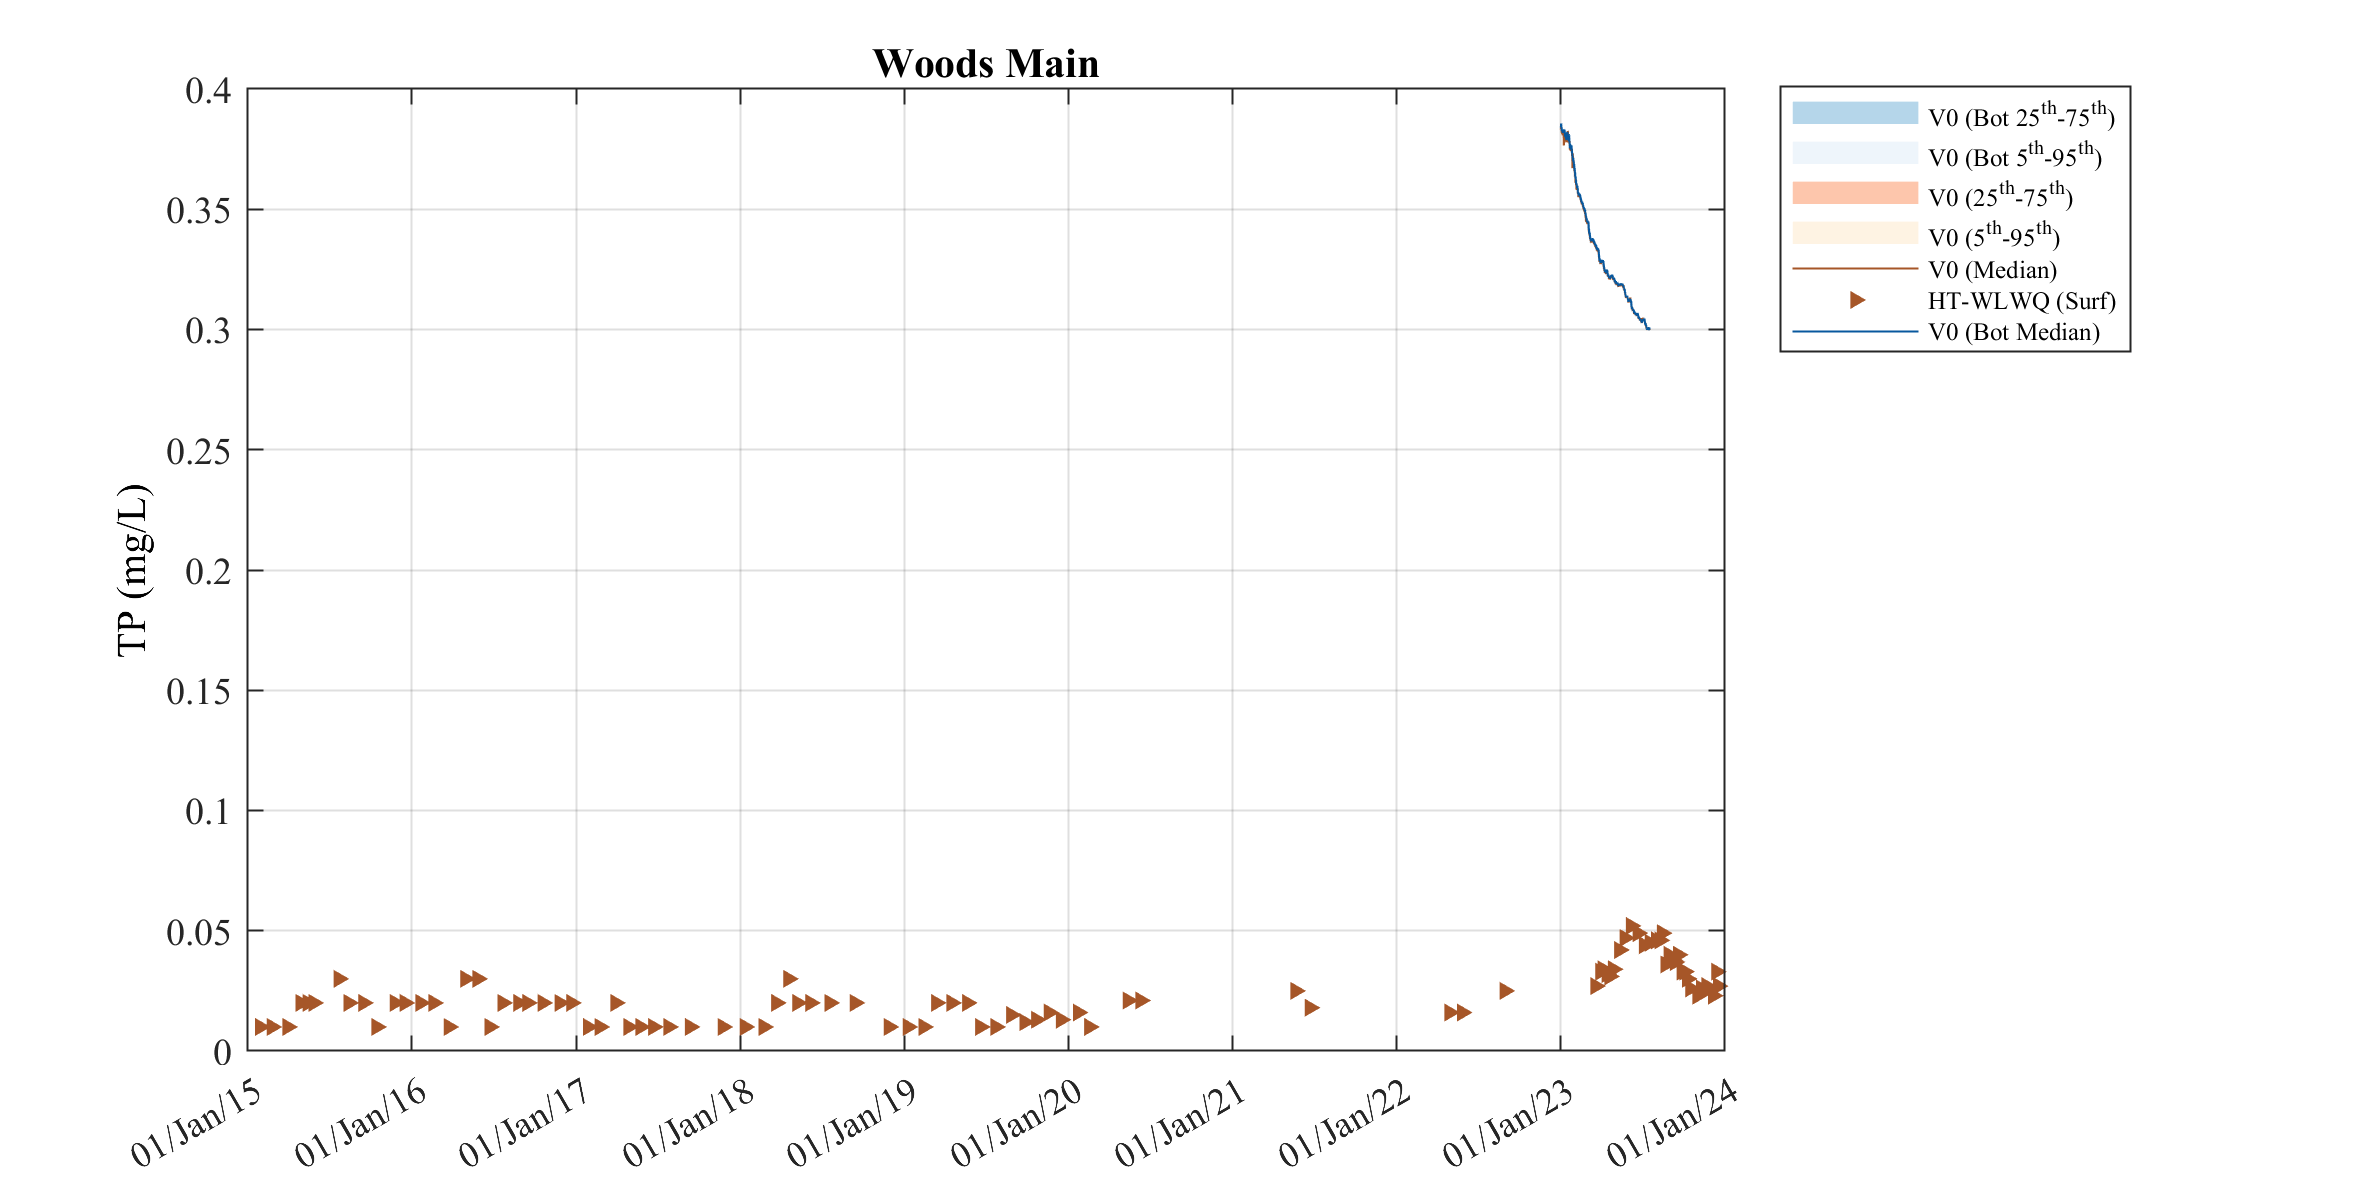 Woods Main
0.4
0.35
0.3
0.25
0.2
0.15
0.1
0.05
0
TP (mg/L)
01/Jan/15
01/Jan/16
01/Jan/17
01/Jan/18
01/Jan/19
01/Jan/20
01/Jan/21
01/Jan/22
01/Jan/23
01/Jan/24
V0 (Bot 25th-75th)
V0 (Bot 5th-95th)
V0 (25th-75th)
V0 (5th-95th)
V0 (Median)
HT-WLWQ (Surf)
V0 (Bot Median)